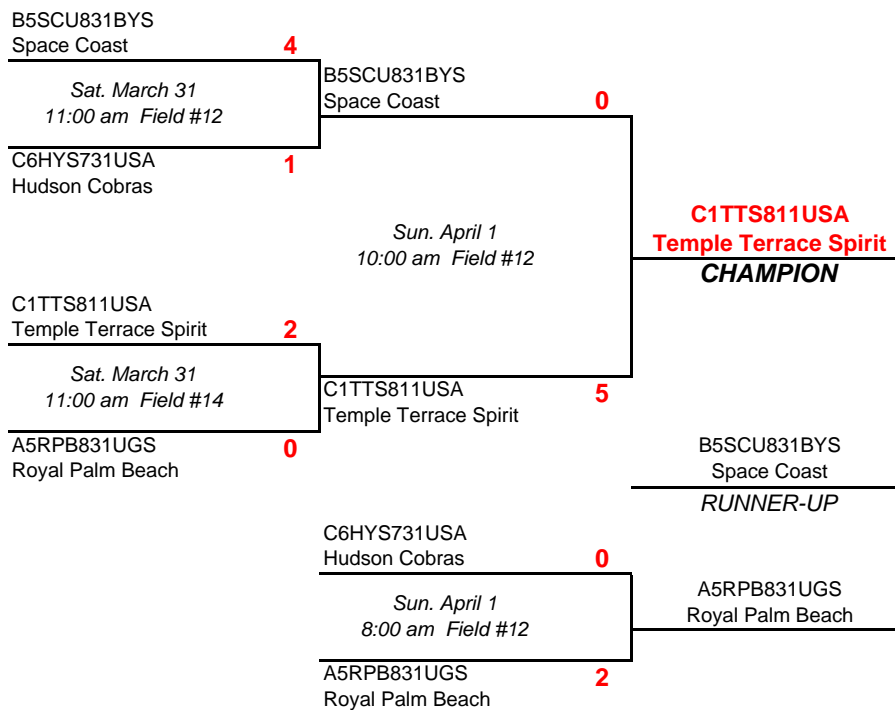 B5SCU831BYS
Space Coast
4
Sat. March 31
11:00 am  Field #12
C6HYS731USA
Hudson Cobras
1
B5SCU831BYS
Space Coast
0
Sun. April 1
10:00 am  Field #12
C1TTS811USA
Temple Terrace Spirit
CHAMPION
C1TTS811USA
Temple Terrace Spirit
2
Sat. March 31
11:00 am  Field #14
A5RPB831UGS
Royal Palm Beach
0
C1TTS811USA
Temple Terrace Spirit
5
B5SCU831BYS
Space Coast
RUNNER-UP
C6HYS731USA
Hudson Cobras
0
Sun. April 1
8:00 am  Field #12
A5RPB831UGS
Royal Palm Beach
2
A5RPB831UGS
Royal Palm Beach